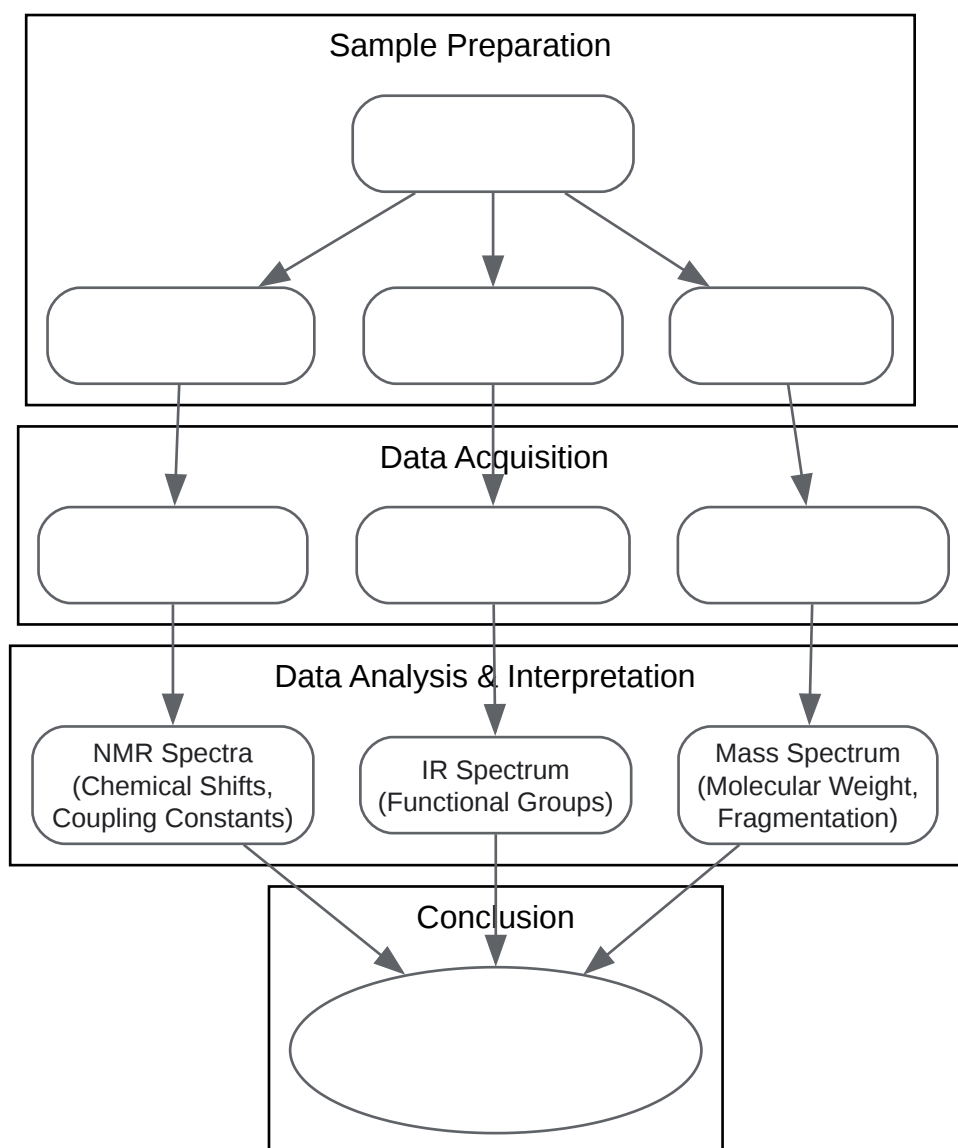 Sample Preparation
Data Acquisition
Data Analysis & Interpretation
NMR Spectra
(Chemical Shifts,
Coupling Constants)
IR Spectrum
(Functional Groups)
Mass Spectrum
(Molecular Weight,
Fragmentation)
Conclusion